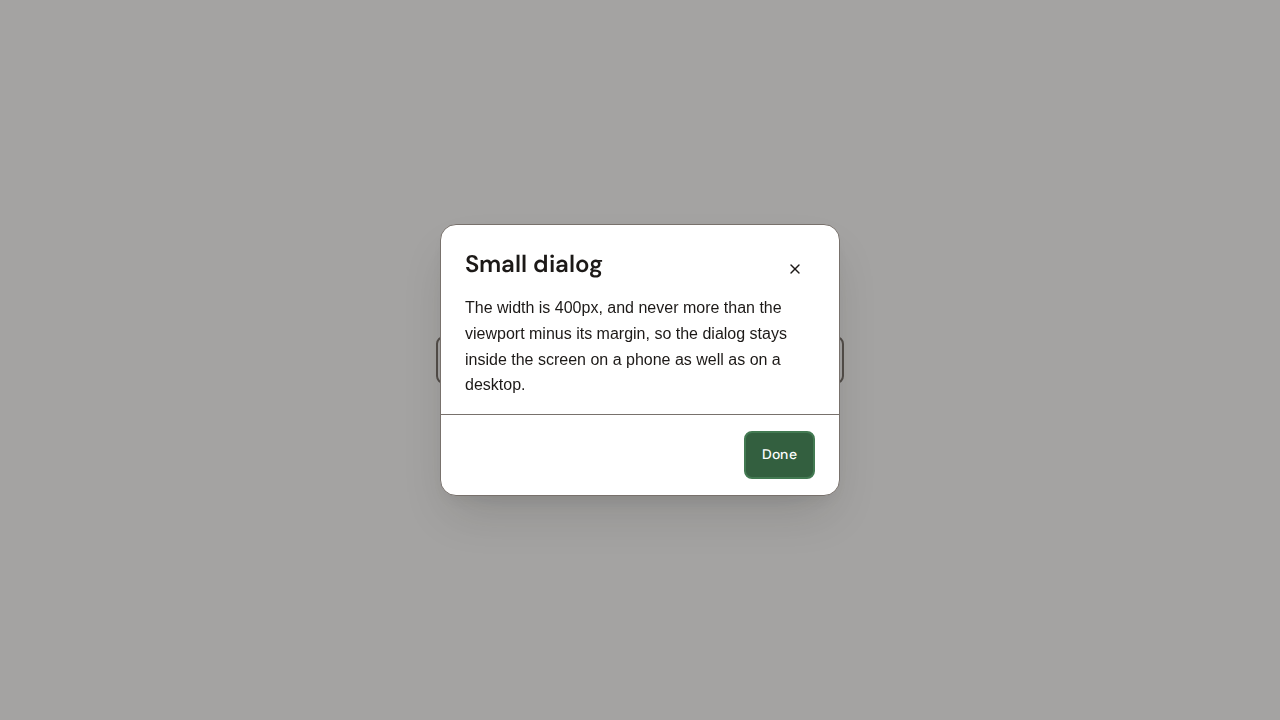 Small dialog
The width is 400px, and never more than the
viewport minus its margin, so the dialog stays
inside the screen on a phone as well as on a
desktop.
Done